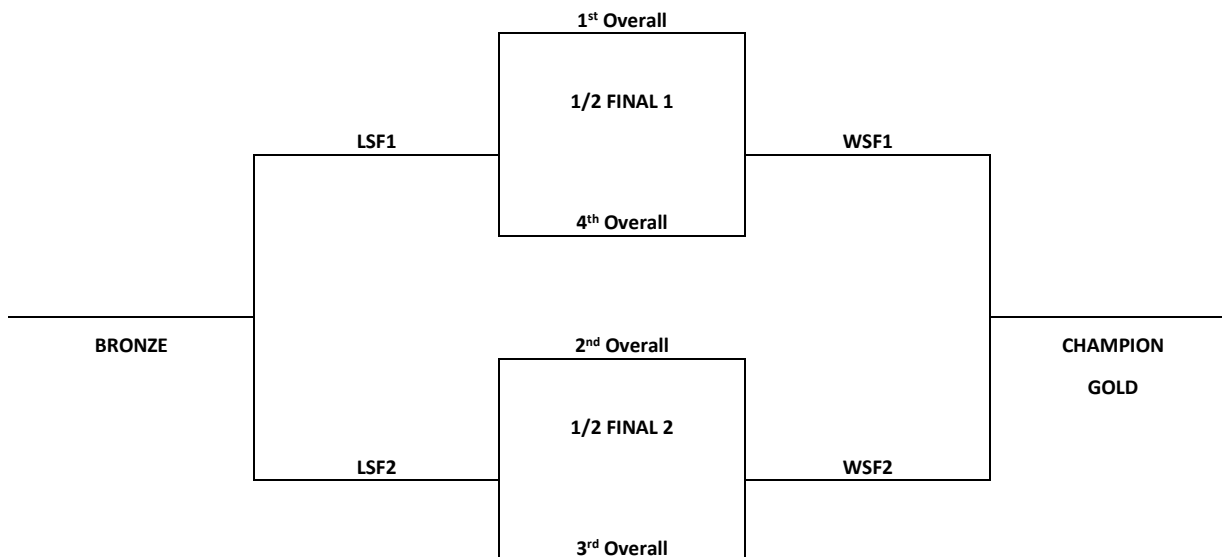 1st Overall
1/2 FINAL 1
LSF1
WSF1
4th Overall
BRONZE
2nd Overall
CHAMPION
GOLD
1/2 FINAL 2
LSF2
WSF2
3rd Overall